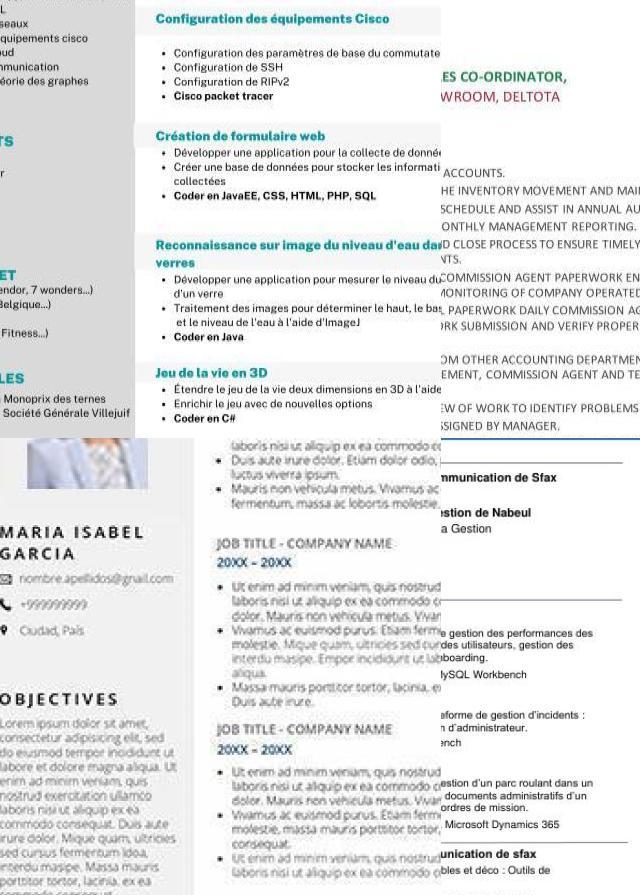 L
seaux
quipements cisco
oud
mmunication
éorie des graphes
TS
r
ET
endor, 7 wonders...)
Belgique...)
Fitness...)
LES
Monoprix des ternes
Société Générale Villejuif
Configuration des équipements Cisco
• Configuration des paramètres de base du commutate
• Configuration de SSH
• Configuration de RIPv2
• Cisco packet tracer
Création de formulaire web
• Développer une application pour la collecte de donné
• Créer une base de données pour stocker les informati
collectées
• Coder en JavaEE, CSS, HTML, PHP, SQL
Reconnaissance sur image du niveau d'eau da
verres
• Développer une application pour mesurer le niveau du
d'un verre
• Traitement des images pour déterminer le haut, le bas
et le niveau de l'eau à l'aide d'ImageJ
• Coder en Java
Jeu de la vie en 3D
• Étendre le jeu de la vie deux dimensions en 3D à l'aide
• Enrichir le jeu avec de nouvelles options
• Coder en C#
ES CO-ORDINATOR,
WROOM, DELTOTA
ACCOUNTS.
HE INVENTORY MOVEMENT AND MAI
SCHEDULE AND ASSIST IN ANNUAL AU
ONTHLY MANAGEMENT REPORTING.
D CLOSE PROCESS TO ENSURE TIMELY
NTS.
COMMISSION AGENT PAPERWORK EN
MONITORING OF COMPANY OPERATED
PAPERWORK DAILY COMMISSION AG
RK SUBMISSION AND VERIFY PROPER
OM OTHER ACCOUNTING DEPARTMEN
EMENT, COMMISSION AGENT AND TE
EW OF WORK TO IDENTIFY PROBLEMS
SSIGNED BY MANAGER.
MARIA ISABEL
GARCIA
nombre.apellidos@gmail.com
+999999999
Ciudad, País
OBJECTIVES
Lorem ipsum dolor sit amet,
consectetur adipisicing elit, sed
do eiusmod tempor incididunt ut
labore et dolore magna aliqua. Ut
enim ad minim veniam, quis
nostrud exercitation ullamco
laboris nisi ut aliquip ex ea
commodo consequat. Duis aute
irure dolor. Mique quam, ultricies
sed cursus fermentum idoa,
interdu masipe. Massa mauris
porttitor tortor, lacinia, ex ea
laboris nisi ut aliquip ex ea commodo co
• Duis aute irure dolor. Etiam dolor odio,
luctus viverra ipsum.
• Mauris non vehicula metus. Vivamus ac
fermentum, massa ac lobortis molestie.
JOB TITLE - COMPANY NAME
20XX - 20XX
• Ut enim ad minim veniam, quis nostrud
laboris nisi ut aliquip ex ea commodo co
dolor. Mauris non vehicula metus. Vivar
• Vivamus ac euismod purus. Etiam ferme
molestie. Mique quam, ultricies sed cur
interdu masipe. Empor incididunt ut lab
aliqua.
• Massa mauris porttitor tortor, lacinia, e
Duis aute irure.
JOB TITLE - COMPANY NAME
20XX - 20XX
• Ut enim ad minim veniam, quis nostrud
laboris nisi ut aliquip ex ea commodo co
dolor. Mauris non vehicula metus. Vivar
• Vivamus ac euismod purus. Etiam ferm
molestie, massa mauris porttitor tortor,
consequat.
• Ut enim ad minim veniam, quis nostrud
laboris nisi ut aliquip ex ea commodo
mmunication de Sfax
estion de Nabeul
a Gestion
e gestion des performances des
des utilisateurs, gestion des
nboarding.
MySQL Workbench
ateforme de gestion d'incidents :
n d'administrateur.
ench
estion d'un parc roulant dans un
documents administratifs d'un
ordres de mission.
Microsoft Dynamics 365
unication de sfax
bles et déco : Outils de